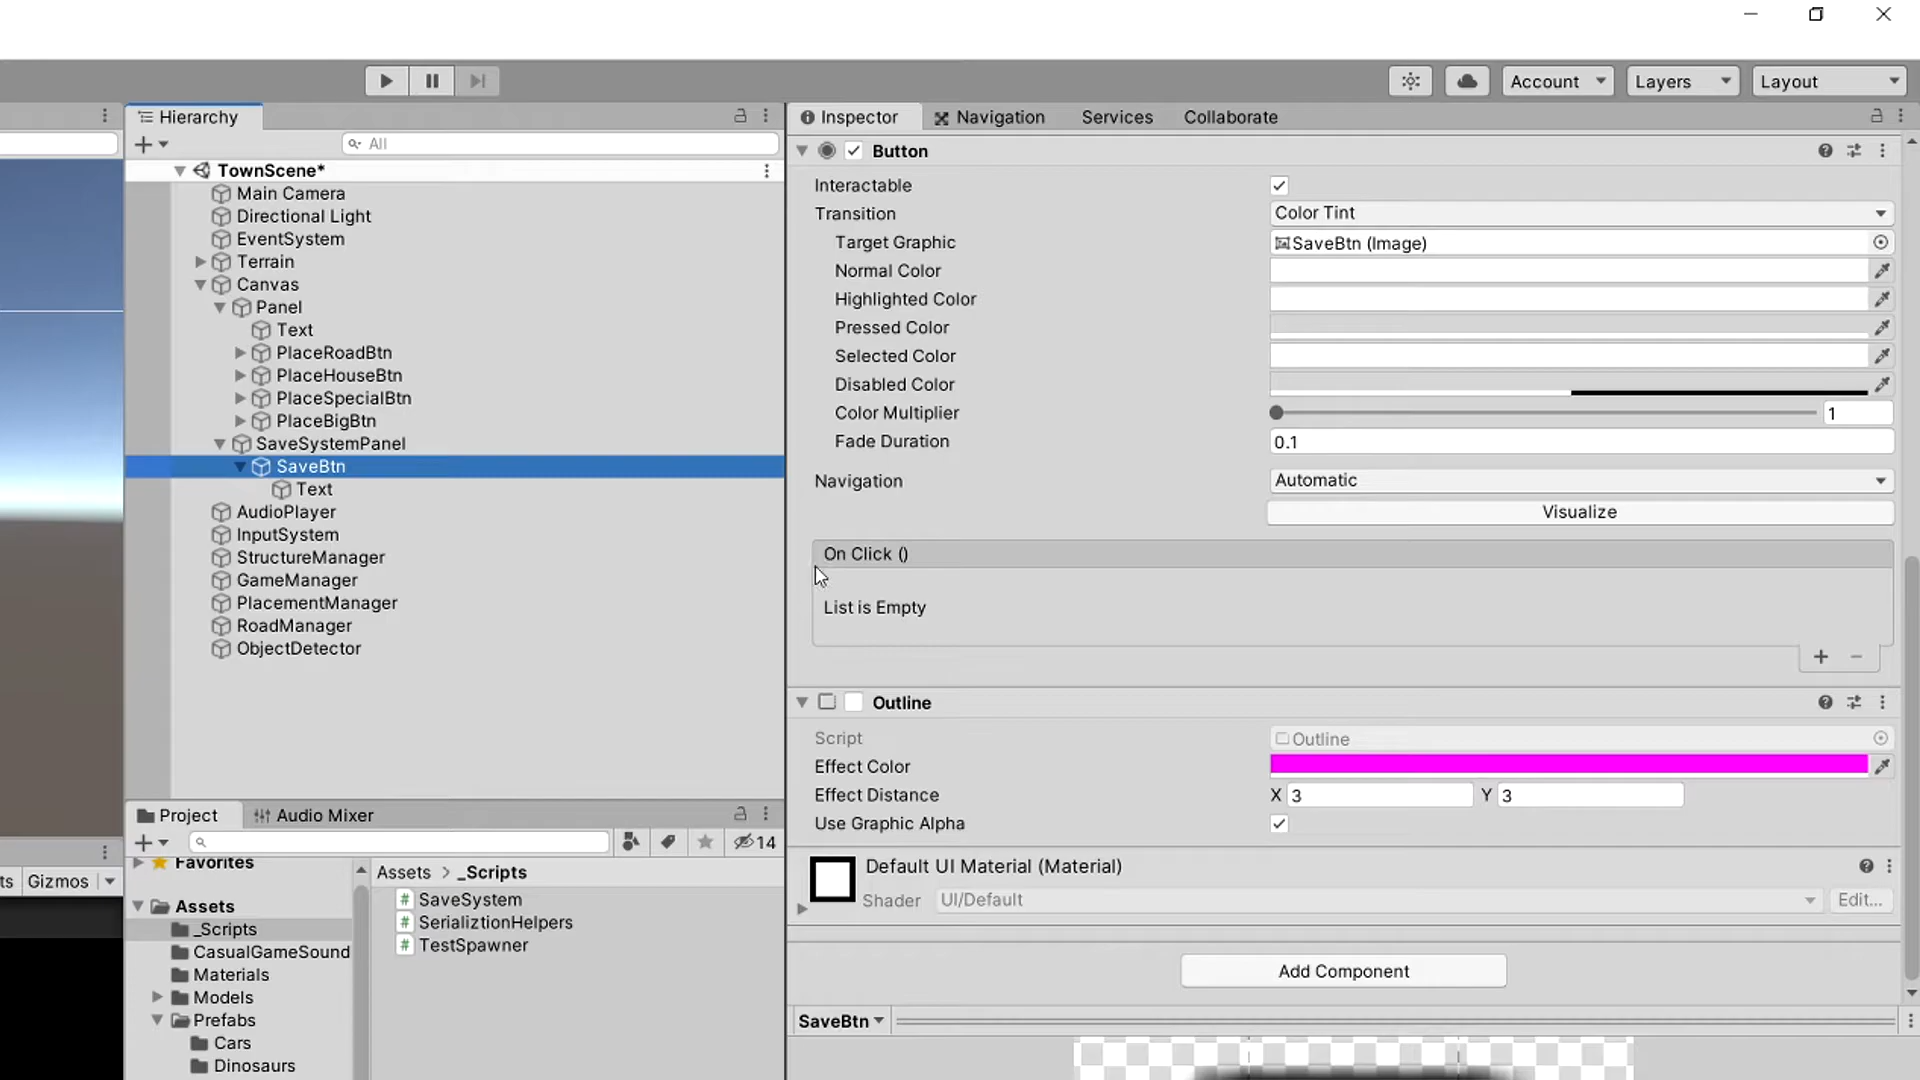 Account
Layers
Layout
Hierarchy
All
TownScene*
Main Camera
Directional Light
EventSystem
Terrain
Canvas
Panel
Text
PlaceRoadBtn
PlaceHouseBtn
PlaceSpecialBtn
PlaceBigBtn
SaveSystemPanel
SaveBtn
Text
AudioPlayer
InputSystem
StructureManager
GameManager
PlacementManager
RoadManager
ObjectDetector
Inspector Navigation Services Collaborate
Button
Interactable
Transition Color Tint
Target Graphic SaveBtn (Image)
Normal Color
Highlighted Color
Pressed Color
Selected Color
Disabled Color
Color Multiplier 1
Fade Duration 0.1
Navigation Automatic
Visualize
On Click ()
List is Empty
+ −
Outline
Script Outline
Effect Color
Effect Distance X 3 Y 3
Use Graphic Alpha
Default UI Material (Material)
Shader UI/Default Edit...
Add Component
SaveBtn
Project Audio Mixer
14
ts Gizmos
Favorites
Assets
_Scripts
CasualGameSound
Materials
Models
Prefabs
Cars
Dinosaurs
Assets > _Scripts
# SaveSystem
# SerializtionHelpers
# TestSpawner